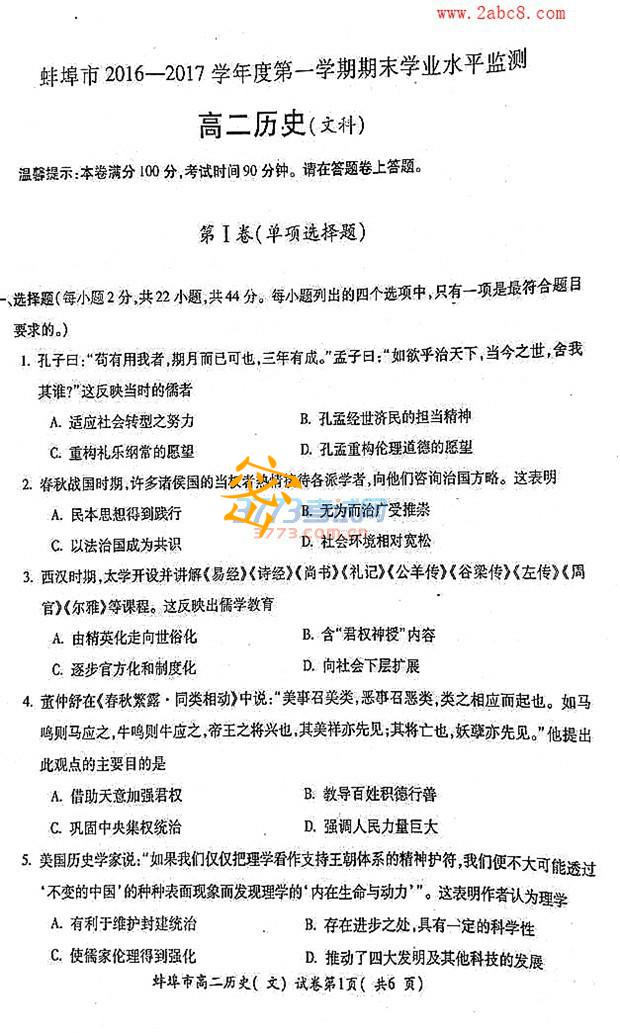 www.2abc8.com
蚌埠市2016—2017学年度第一学期期末学业水平监测
高二历史(文科)
温馨提示:本卷满分100分,考试时间90分钟。请在答题卷上答题。
第Ⅰ卷(单项选择题)
一、选择题(每小题2分,共22小题,共44分。每小题列出的四个选项中,只有一项是最符合题目
要求的。)
1. 孔子曰:“苟有用我者,期月而已可也,三年有成。”孟子曰:“如欲乎治天下,当今之世,舍我
其谁?”这反映当时的儒者
A. 适应社会转型之努力 B. 孔孟经世济民的担当精神
C. 重构礼乐纲常的愿望 D. 孔孟重构伦理道德的愿望
2. 春秋战国时期,许多诸侯国的当权者热情接待各派学者,向他们咨询治国方略。这表明
A. 民本思想得到践行 B. 无为而治广受推崇
C. 以法治国成为共识 D. 社会环境相对宽松
密
3773考试网
3773.com.cn
3. 西汉时期,太学开设并讲解《易经》《诗经》《尚书》《礼记》《公羊传》《谷梁传》《左传》《周
官》《尔雅》等课程。这反映出儒学教育
A. 由精英化走向世俗化 B. 含“君权神授”内容
C. 逐步官方化和制度化 D. 向社会下层扩展
4. 董仲舒在《春秋繁露·同类相动》中说:“美事召美类,恶事召恶类,类之相应而起也。如马
鸣则马应之,牛鸣则牛应之,帝王之将兴也,其美祥亦先见;其将亡也,妖孽亦先见。”他提出
此观点的主要目的是
A. 借助天意加强君权 B. 教导百姓积德行善
C. 巩固中央集权统治 D. 强调人民力量巨大
5. 美国历史学家说:“如果我们仅仅把理学看作支持王朝体系的精神护符,我们便不大可能透过
‘不变的中国’的种种表面现象而发现理学的‘内在生命与动力’”。这表明作者认为理学
A. 有利于维护封建统治 B. 存在进步之处,具有一定的科学性
C. 使儒家伦理得到强化 D. 推动了四大发明及其他科技的发展
蚌埠市高二历史(文)试卷第1页(共6页)